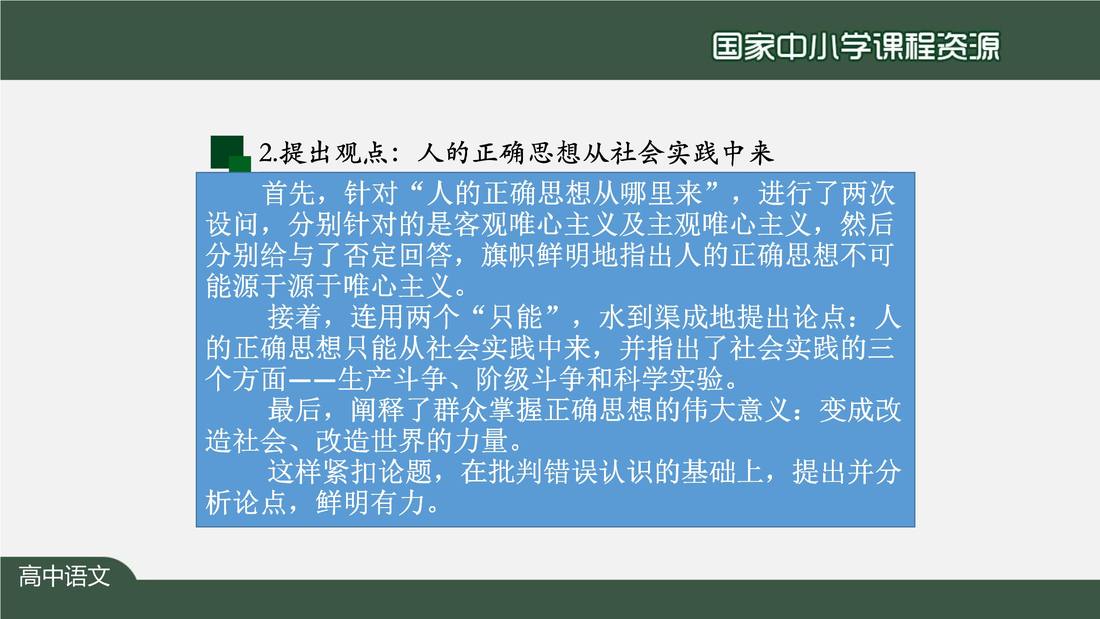 国家中小学课程资源
2.提出观点：人的正确思想从社会实践中来
首先，针对“人的正确思想从哪里来”，进行了两次
设问，分别针对的是客观唯心主义及主观唯心主义，然后
分别给与了否定回答，旗帜鲜明地指出人的正确思想不可
能源于源于唯心主义。
接着，连用两个“只能”，水到渠成地提出论点：人
的正确思想只能从社会实践中来，并指出了社会实践的三
个方面——生产斗争、阶级斗争和科学实验。
最后，阐释了群众掌握正确思想的伟大意义：变成改
造社会、改造世界的力量。
这样紧扣论题，在批判错误认识的基础上，提出并分
析论点，鲜明有力。
高中语文